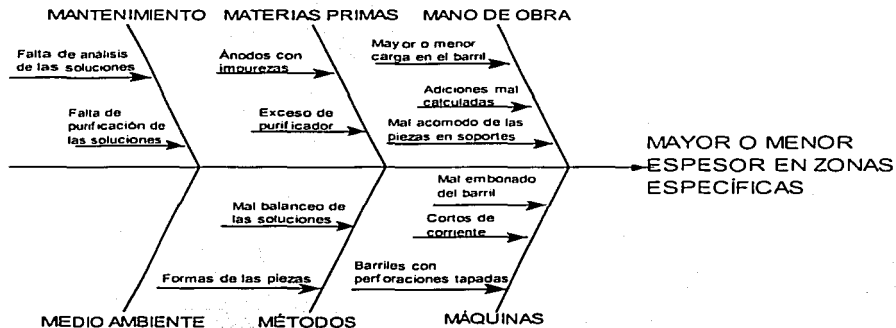 MANTENIMIENTO
MATERIAS PRIMAS
MANO DE OBRA
Falta de análisis
de las soluciones
Falta de
purificación de
las soluciones
Ánodos con
impurezas
Exceso de
purificador
Mayor o menor
carga en el barril
Adiciones mal
calculadas
Mal acomodo de las
piezas en soportes
MAYOR O MENOR
ESPESOR EN ZONAS
ESPECÍFICAS
Mal balanceo de
las soluciones
Formas de las piezas
Mal embonado
del barril
Cortos de
corriente
Barriles con
perforaciones tapadas
MEDIO AMBIENTE
MÉTODOS
MÁQUINAS